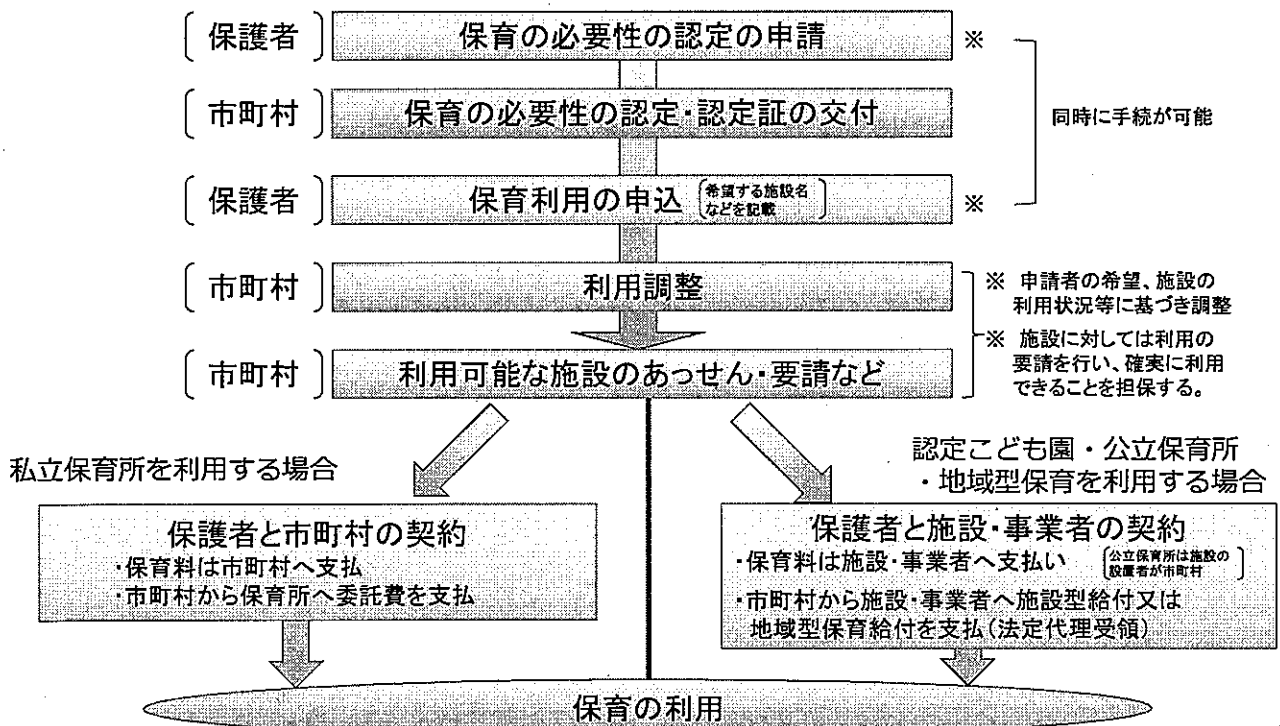 保護者
保育の必要性の認定の申請
※
市町村
保育の必要性の認定・認定証の交付
同時に手続が可能
保護者
保育利用の申込
希望する施設名
などを記載
※
市町村
利用調整
※ 申請者の希望、施設の
利用状況等に基づき調整
※ 施設に対しては利用の
要請を行い、確実に利用
できることを担保する。
市町村
利用可能な施設のあっせん・要請など
私立保育所を利用する場合
認定こども園・公立保育所
・地域型保育を利用する場合
保護者と市町村の契約
・保育料は市町村へ支払
・市町村から保育所へ委託費を支払
保護者と施設・事業者の契約
・保育料は施設・事業者へ支払い
公立保育所は施設の
設置者が市町村
・市町村から施設・事業者へ施設型給付又は
地域型保育給付を支払(法定代理受領)
保育の利用